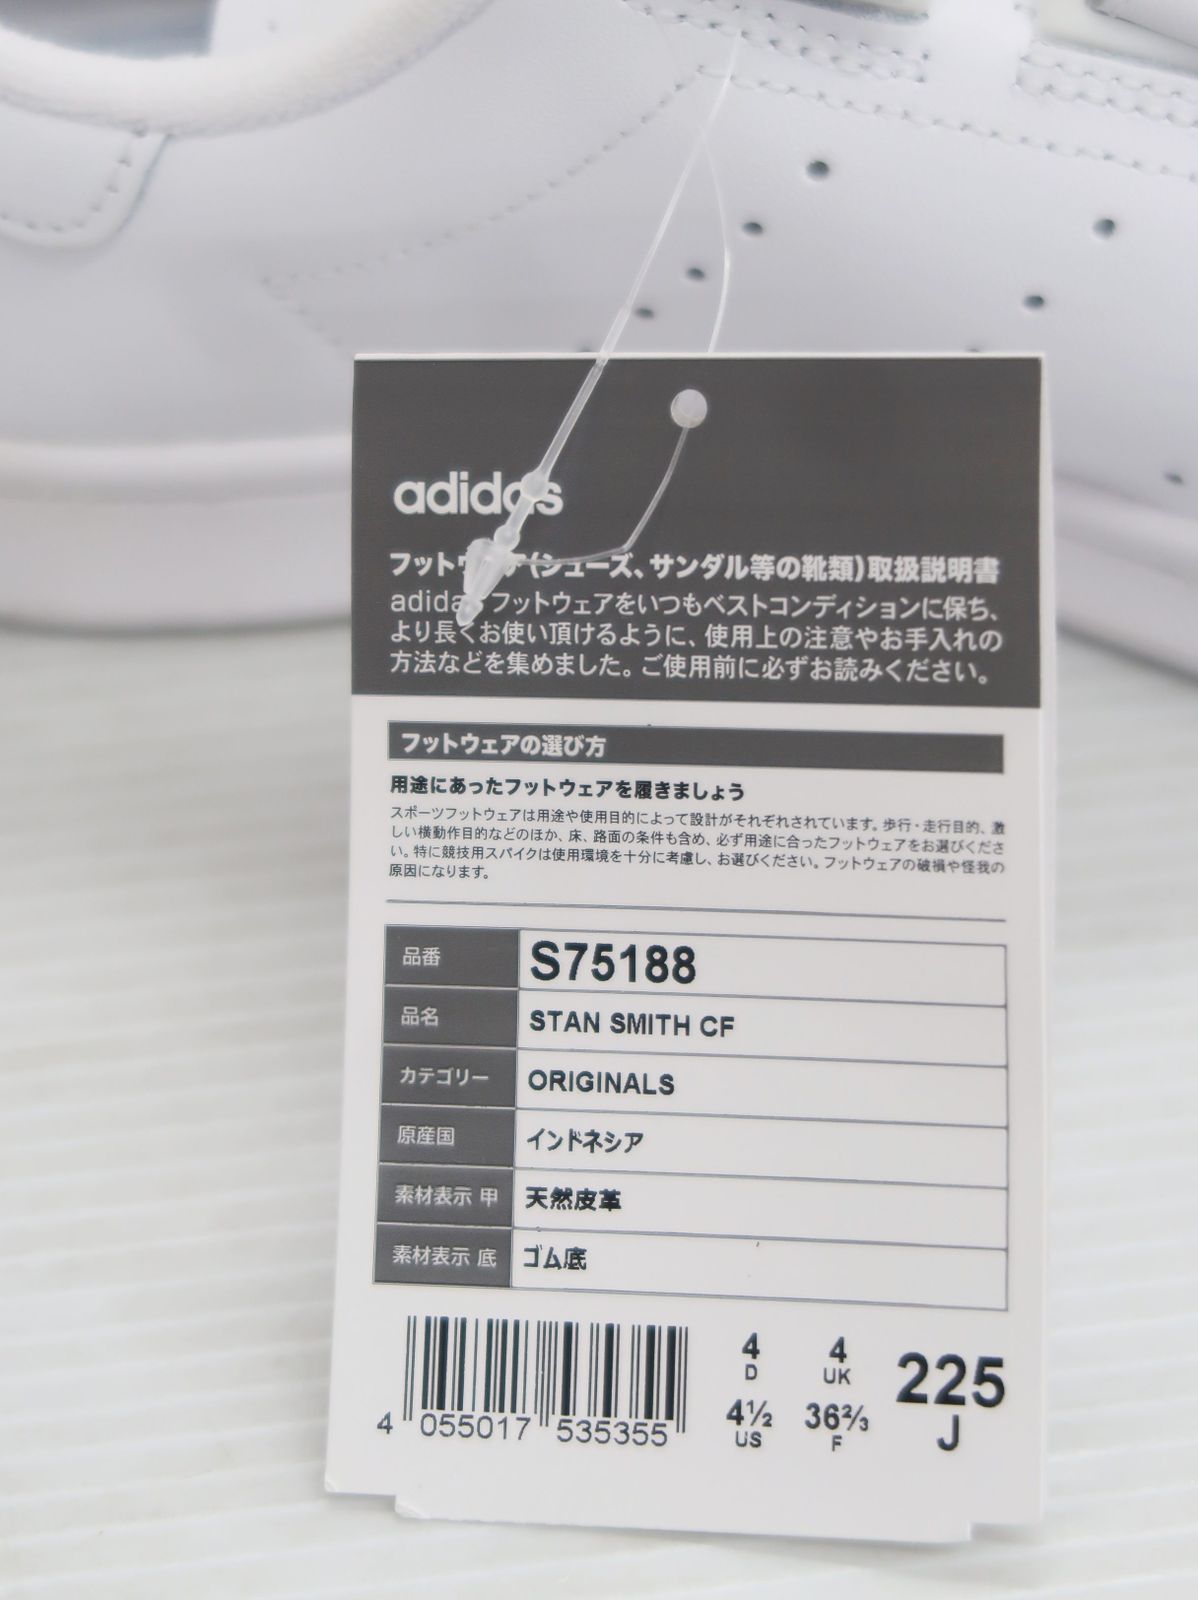 adidas
フットウェア(シューズ、サンダル等の靴類)取扱説明書
adidas フットウェアをいつもベストコンディションに保ち、
より長くお使い頂けるように、使用上の注意やお手入れの
方法などを集めました。ご使用前に必ずお読みください。
フットウェアの選び方
用途にあったフットウェアを履きましょう
スポーツフットウェアは用途や使用目的によって設計がそれぞれされています。歩行・走行目的、激
しい横動作目的などのほか、床、路面の条件も含め、必ず用途に合ったフットウェアをお選びくださ
い。特に競技用スパイクは使用環境を十分に考慮し、お選びください。フットウェアの破損や怪我の
原因になります。
品番 S75188
品名 STAN SMITH CF
カテゴリー ORIGINALS
原産国 インドネシア
素材表示 甲 天然皮革
素材表示 底 ゴム底
4 055017 535355
4 4 225
D UK
4½ 36⅔ J
US F